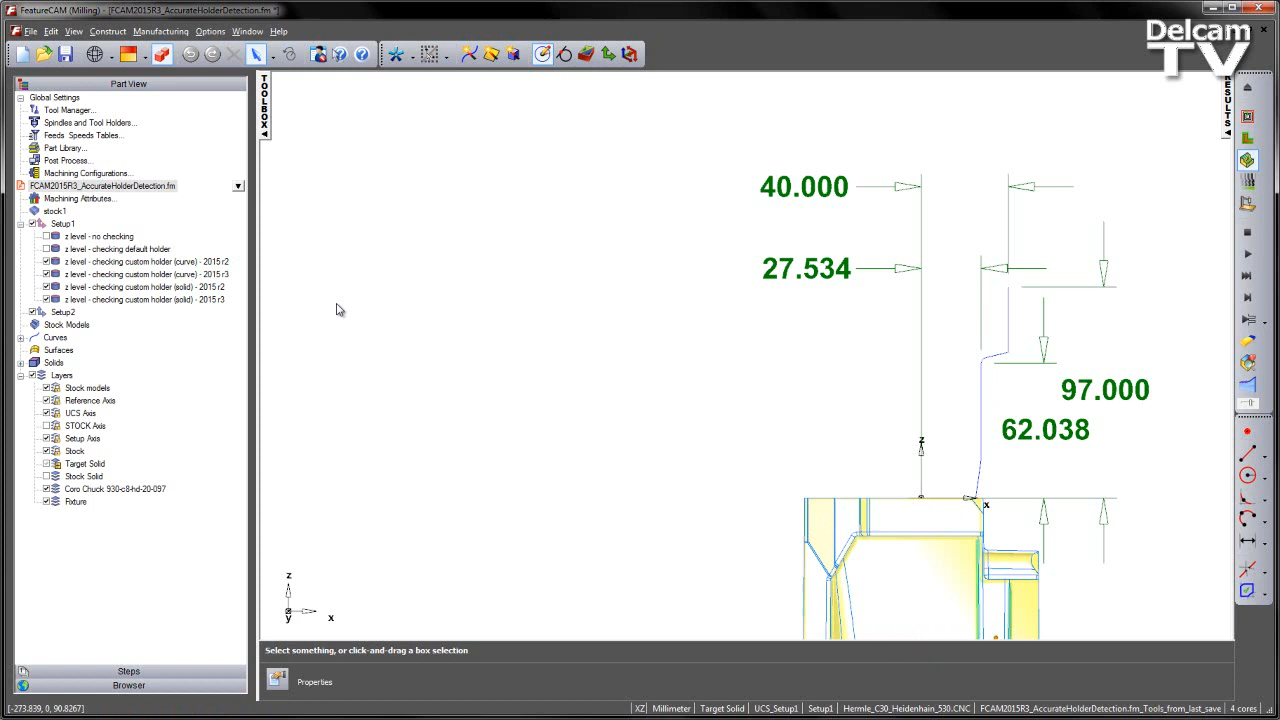 FeatureCAM (Milling) - [FCAM2015R3_AccurateHolderDetection.fm *]
File Edit View Construct Manufacturing Options Window Help
Delcam
TV
Part View
Global Settings
Tool Manager...
Spindles and Tool Holders...
Feeds Speeds Tables...
Part Library...
Post Process...
Machining Configurations...
FCAM2015R3_AccurateHolderDetection.fm
Machining Attributes...
stock1
Setup1
z level - no checking
z level - checking default holder
z level - checking custom holder (curve) - 2015 r2
z level - checking custom holder (curve) - 2015 r3
z level - checking custom holder (solid) - 2015 r2
z level - checking custom holder (solid) - 2015 r3
Setup2
Stock Models
Curves
Surfaces
Solids
Layers
Stock models
Reference Axis
UCS Axis
STOCK Axis
Setup Axis
Stock
Target Solid
Stock Solid
Coro Chuck 930-c8-hd-20-097
Fixture
Steps
Browser
TOOLBOX
RESULTS
40.000
27.534
97.000
62.038
z
x
z
x
y
Select something, or click-and-drag a box selection
Properties
[-273.839, 0, 90.8267]
XZ Millimeter Target Solid UCS_Setup1 Setup1 Hermle_C30_Heidenhain_530.CNC FCAM2015R3_AccurateHolderDetection.fm_Tools_from_last_save 4 cores